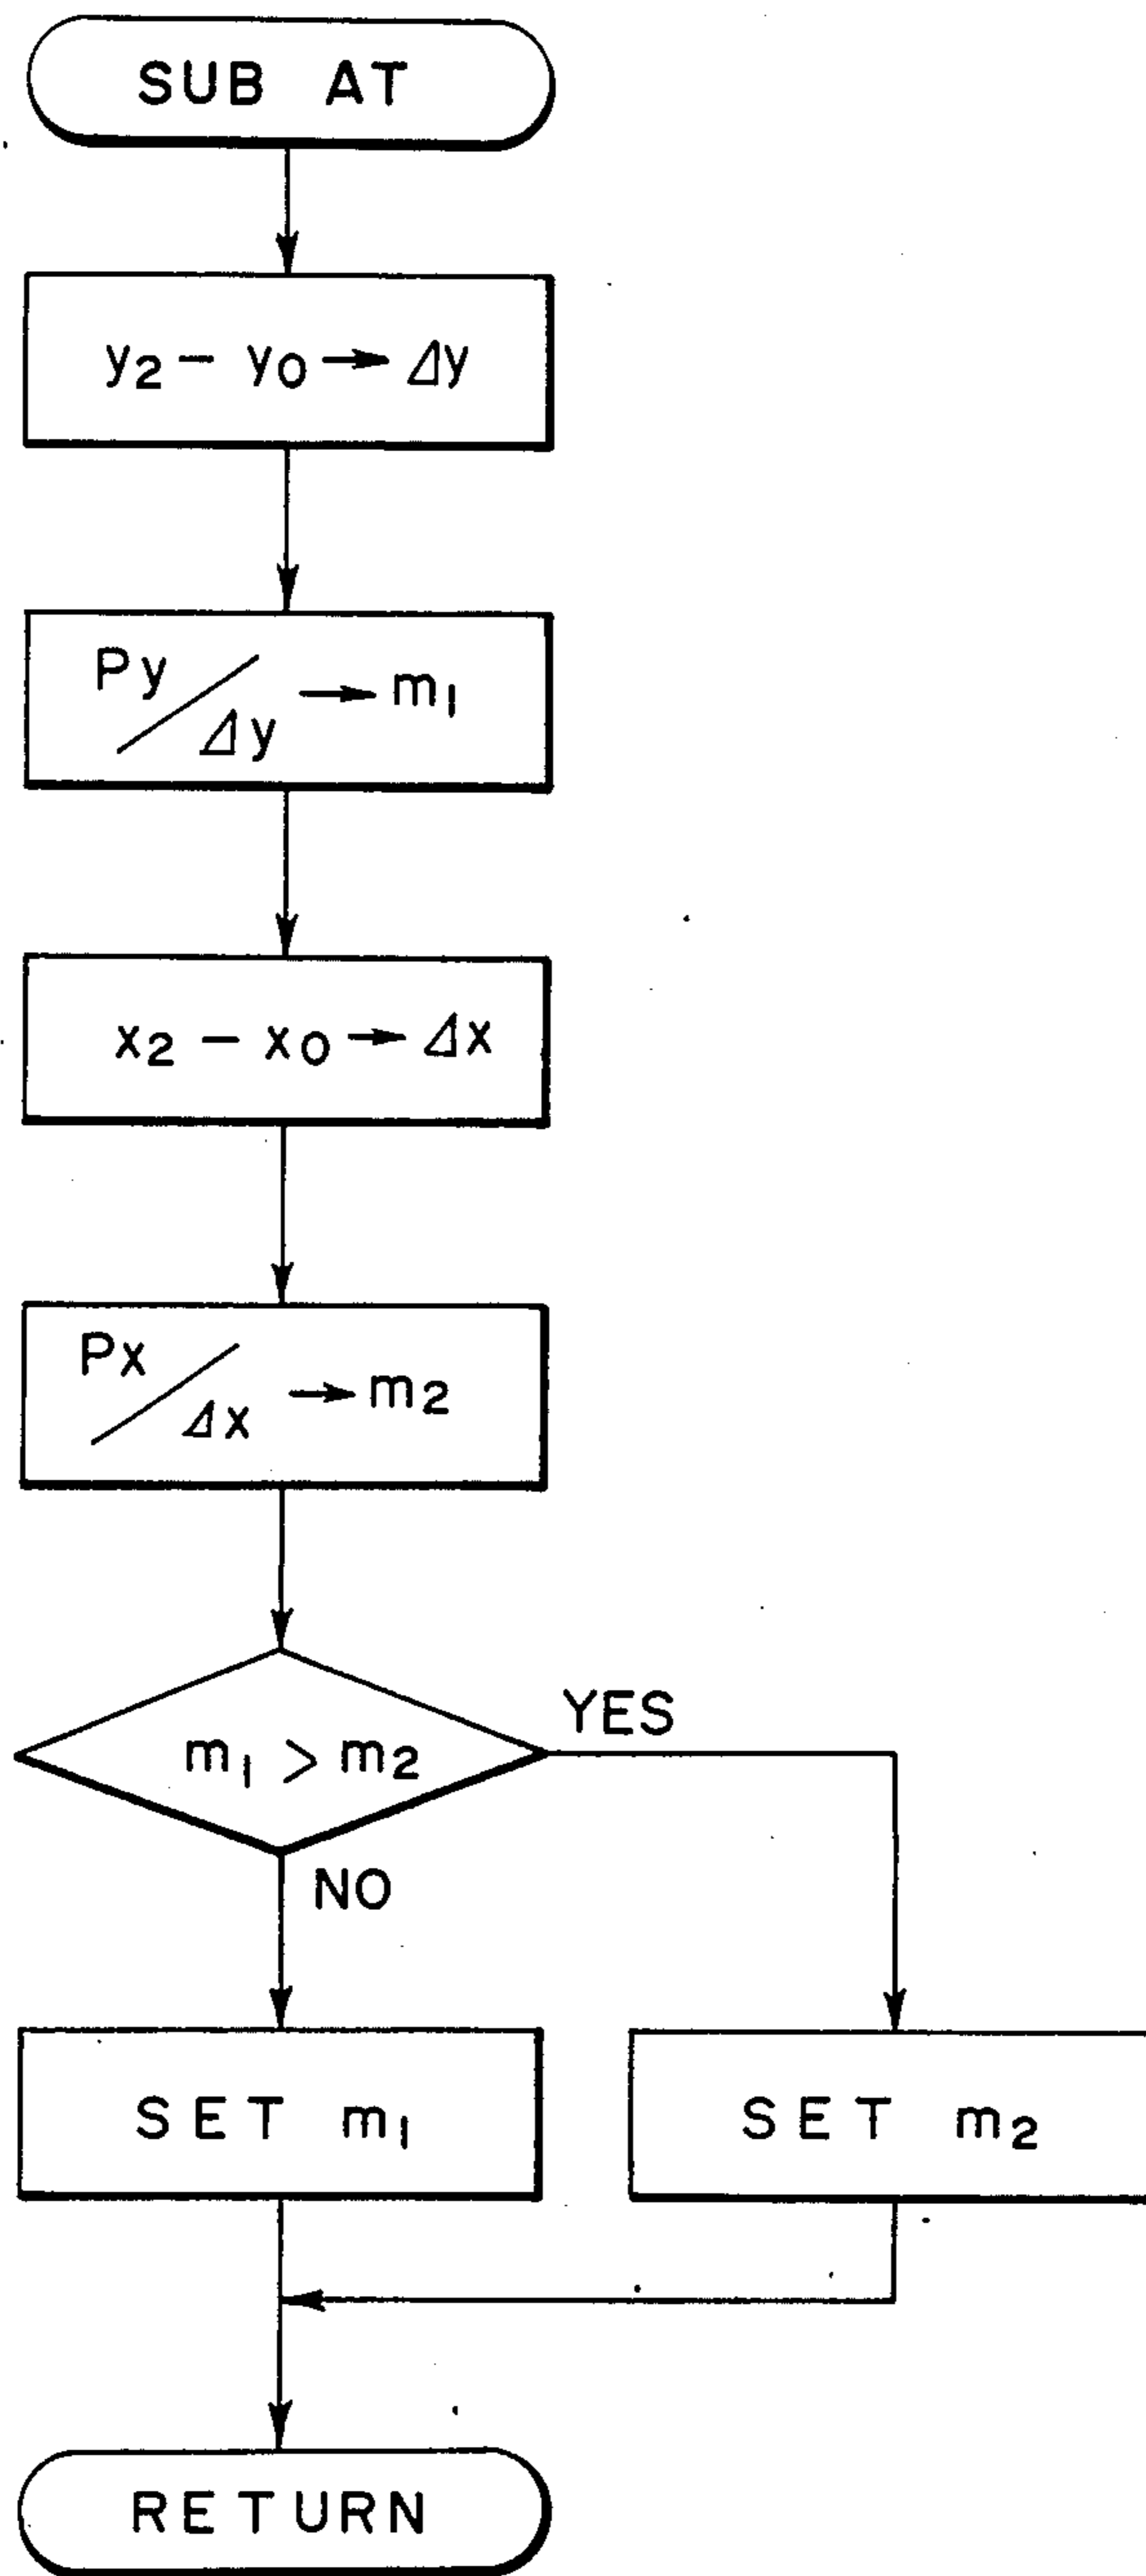 SUB AT
y₂ - y₀ → Δy
Py/Δy → m₁
x₂ - x₀ → Δx
Px/Δx → m₂
m₁ > m₂
YES
NO
SET m₁
SET m₂
RETURN